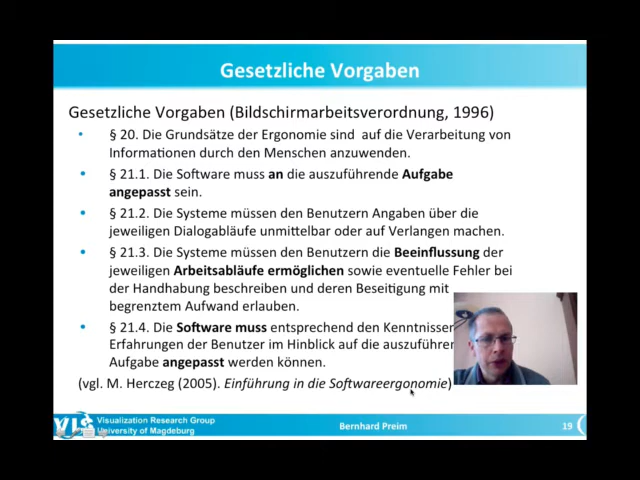 Gesetzliche Vorgaben
Gesetzliche Vorgaben (Bildschirmarbeitsverordnung, 1996)
• § 20. Die Grundsätze der Ergonomie sind auf die Verarbeitung von
Informationen durch den Menschen anzuwenden.
• § 21.1. Die Software muss an die auszuführende Aufgabe
angepasst sein.
• § 21.2. Die Systeme müssen den Benutzern Angaben über die
jeweiligen Dialogabläufe unmittelbar oder auf Verlangen machen.
• § 21.3. Die Systeme müssen den Benutzern die Beeinflussung der
jeweiligen Arbeitsabläufe ermöglichen sowie eventuelle Fehler bei
der Handhabung beschreiben und deren Beseitigung mit
begrenztem Aufwand erlauben.
• § 21.4. Die Software muss entsprechend den Kenntnissen
Erfahrungen der Benutzer im Hinblick auf die auszuführen
Aufgabe angepasst werden können.
(vgl. M. Herczeg (2005). Einführung in die Softwareergonomie)
VIS
Visualization Research Group
University of Magdeburg
Bernhard Preim
19